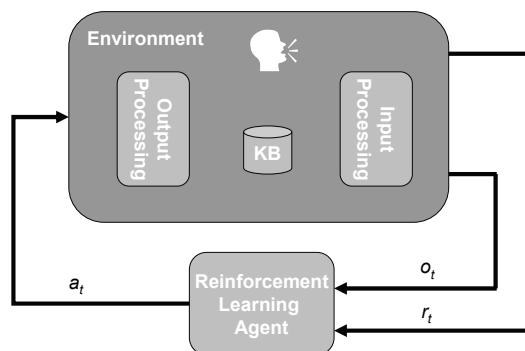 Environment
Output
Processing
KB
Input
Processing
a_t
o_t
Reinforcement
Learning
Agent
r_t